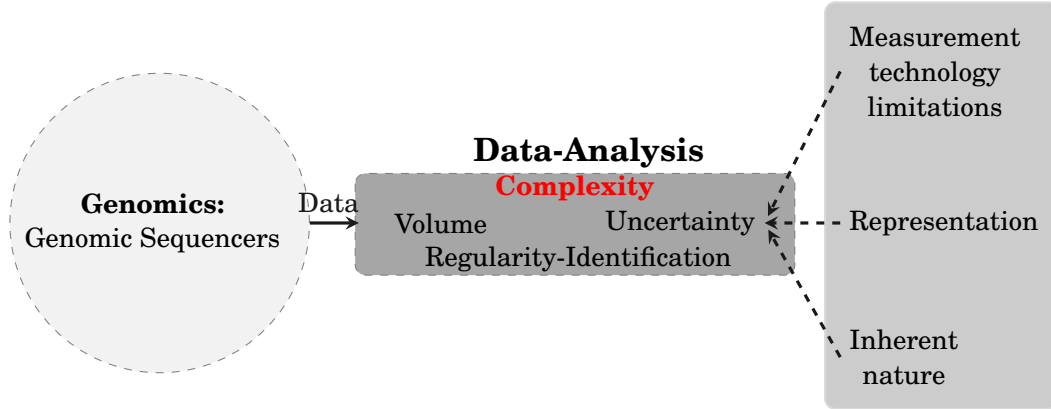 Genomics:
Genomic Sequencers
Data
Data-Analysis
Complexity
Volume
Uncertainty
Regularity-Identification
Measurement
technology
limitations
Representation
Inherent
nature